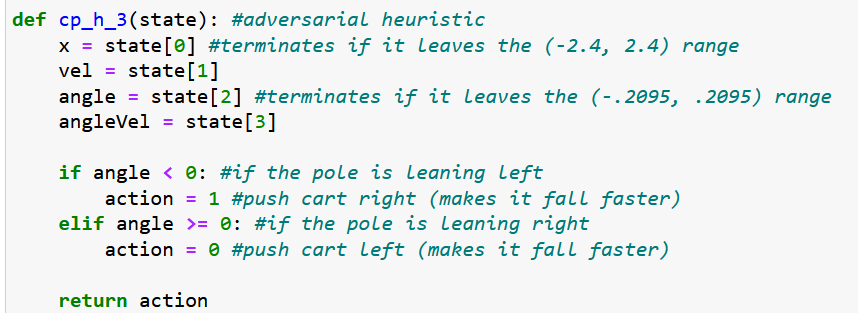 def cp_h_3(state): #adversarial heuristic
    x = state[0] #terminates if it leaves the (-2.4, 2.4) range
    vel = state[1]
    angle = state[2] #terminates if it leaves the (-.2095, .2095) range
    angleVel = state[3]

    if angle < 0: #if the pole is leaning left
        action = 1 #push cart right (makes it fall faster)
    elif angle >= 0: #if the pole is leaning right
        action = 0 #push cart left (makes it fall faster)

    return action